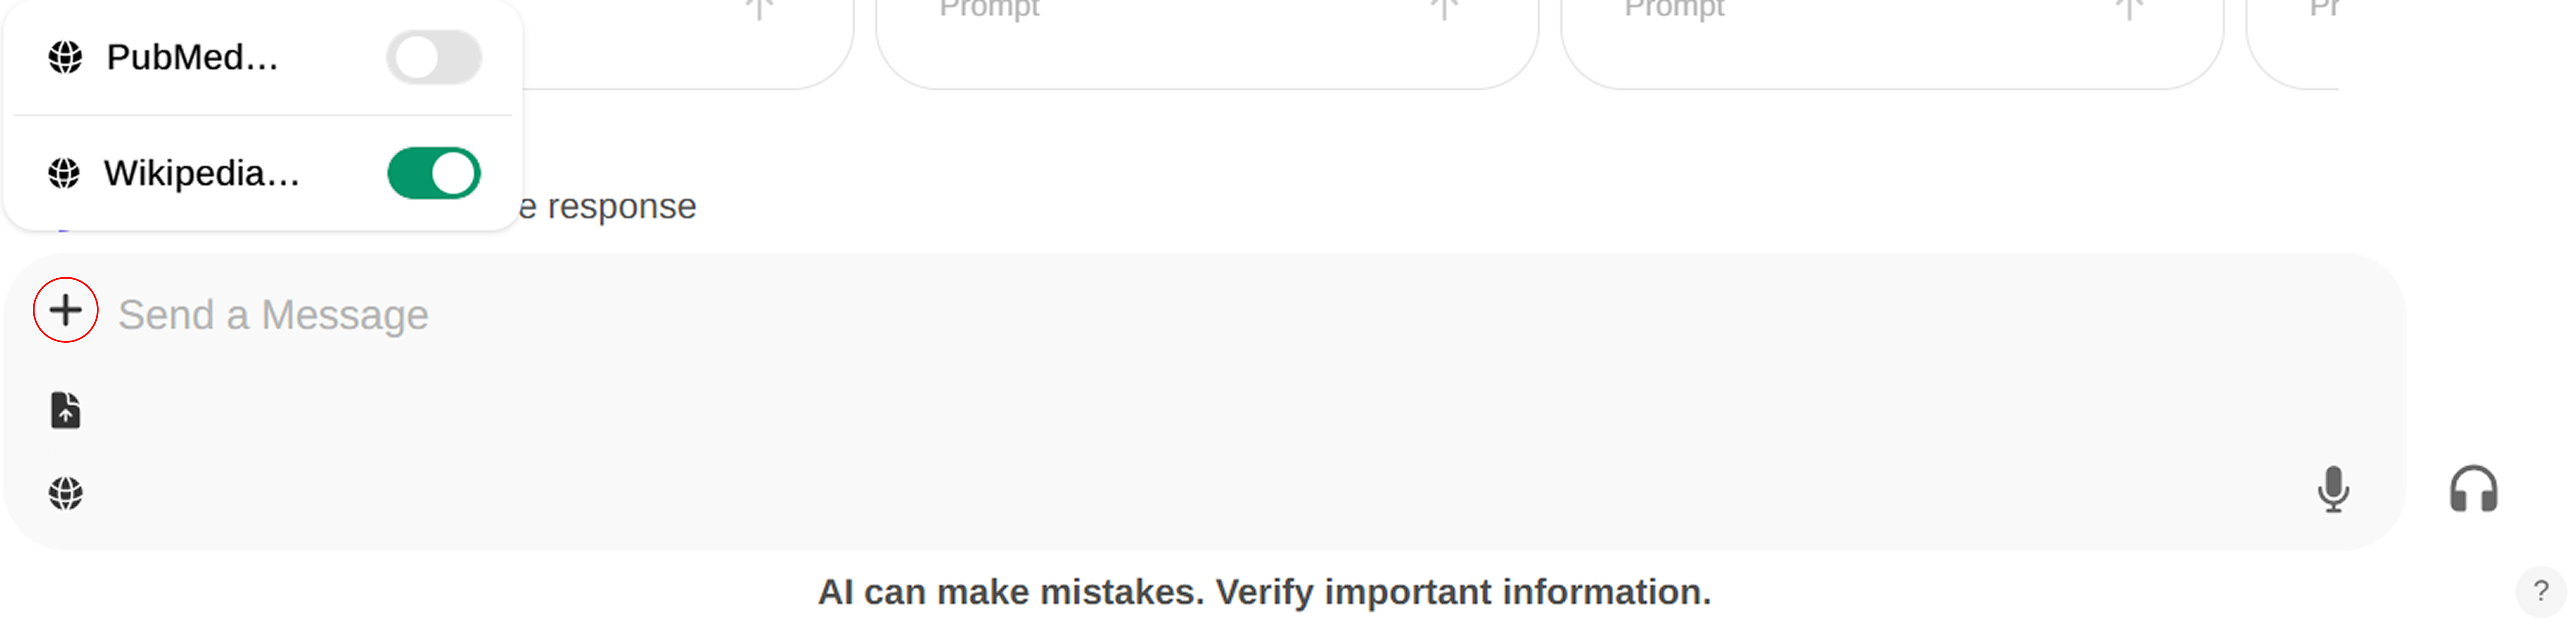 Prompt
Prompt
Pr
PubMed...
Wikipedia...
e response
Send a Message
AI can make mistakes. Verify important information.
?